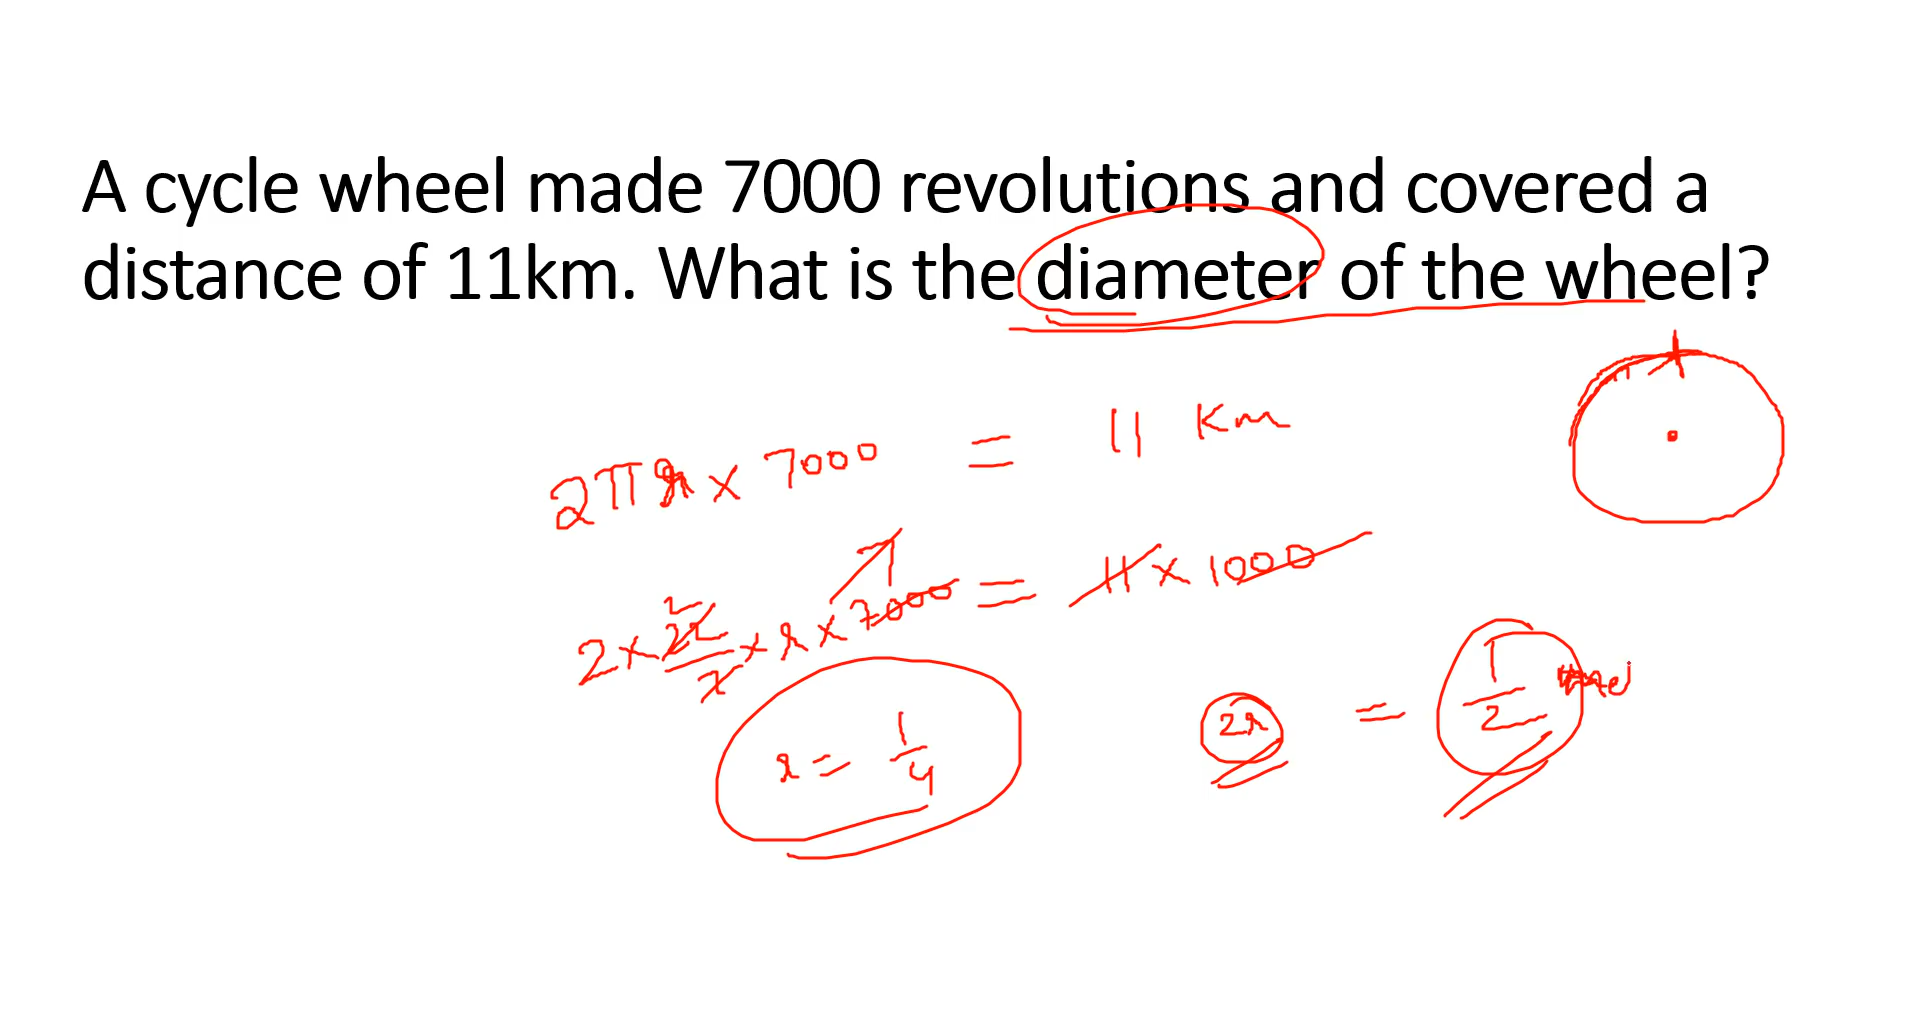 A cycle wheel made 7000 revolutions and covered a
distance of 11km. What is the diameter of the wheel?
2πr × 7000 = 11 Km
2 × 22/7 × r × 7000 = 11 × 1000
2
r = 1/4
2r = 1/2